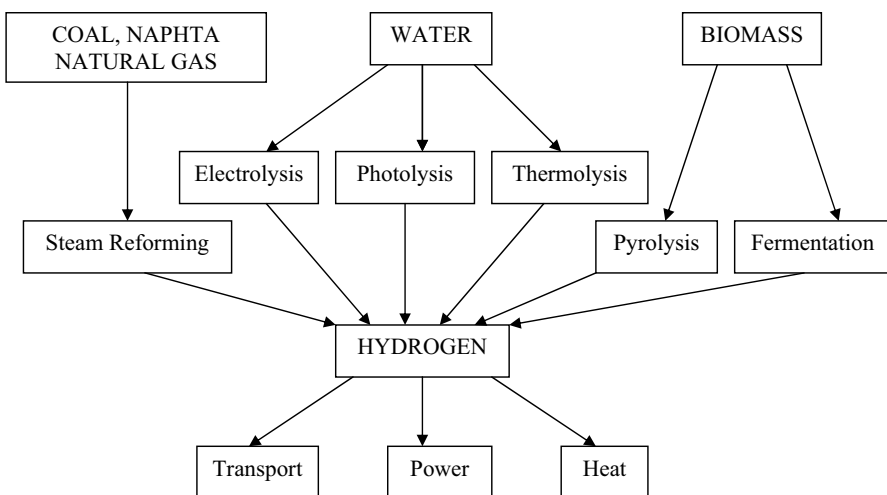 COAL, NAPHTA
NATURAL GAS
WATER
BIOMASS
Electrolysis
Photolysis
Thermolysis
Steam Reforming
Pyrolysis
Fermentation
HYDROGEN
Transport
Power
Heat